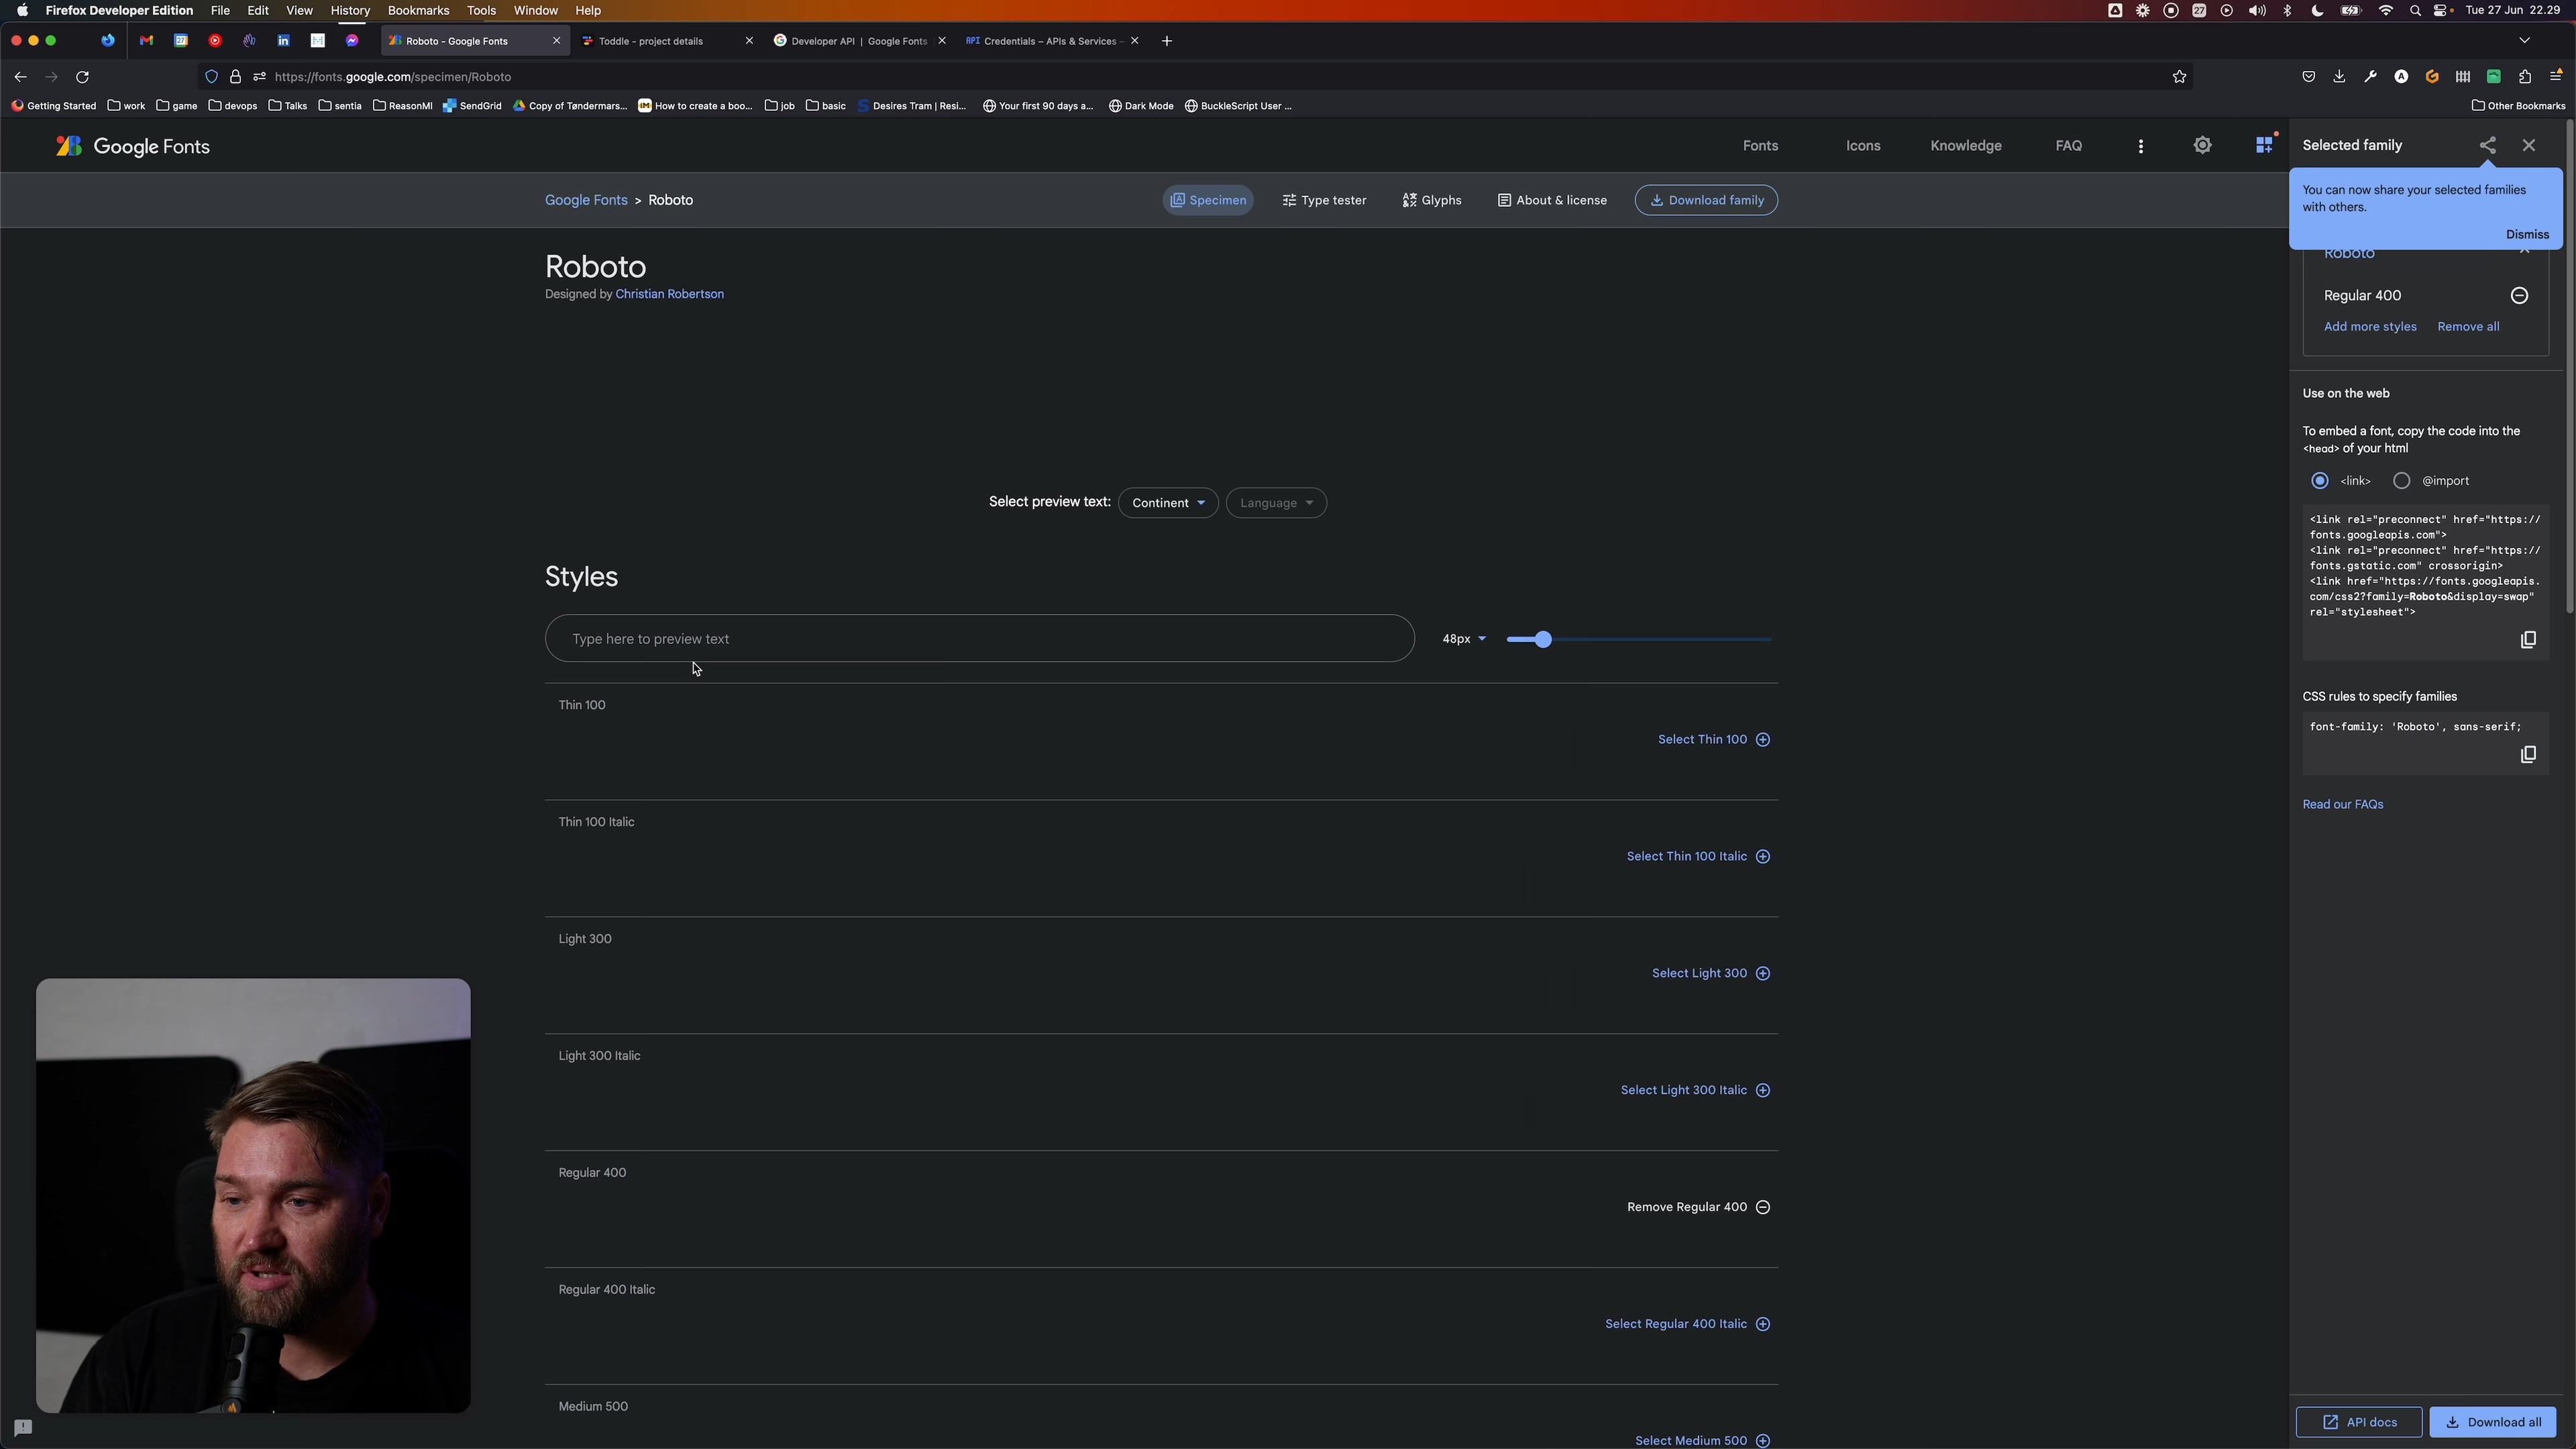 Firefox Developer Edition File Edit View History Bookmarks Tools Window Help
27
Tue 27 Jun 22.29
27
Roboto - Google Fonts
Toddle - project details
Developer API | Google Fonts
API Credentials – APIs & Services -
https://fonts.google.com/specimen/Roboto
Getting Started work game devops Talks sentia ReasonMl SendGrid Copy of Tøndermars... How to create a boo... job basic Desires Tram | Resi... Your first 90 days a... Dark Mode BuckleScript User ... Other Bookmarks
Google Fonts
Fonts Icons Knowledge FAQ
Google Fonts > Roboto
Specimen Type tester Glyphs About & license Download family
Roboto
Designed by Christian Robertson
Select preview text: Continent Language
Styles
Type here to preview text
48px
Thin 100
Select Thin 100
Thin 100 Italic
Select Thin 100 Italic
Light 300
Select Light 300
Light 300 Italic
Select Light 300 Italic
Regular 400
Remove Regular 400
Regular 400 Italic
Select Regular 400 Italic
Medium 500
Select Medium 500
Selected family
You can now share your selected families
with others.
Dismiss
Roboto
Regular 400
Add more styles Remove all
Use on the web
To embed a font, copy the code into the
<head> of your html
<link> @import
<link rel="preconnect" href="https://
fonts.googleapis.com">
<link rel="preconnect" href="https://
fonts.gstatic.com" crossorigin>
<link href="https://fonts.googleapis.
com/css2?family=Roboto&display=swap"
rel="stylesheet">
CSS rules to specify families
font-family: 'Roboto', sans-serif;
Read our FAQs
API docs Download all